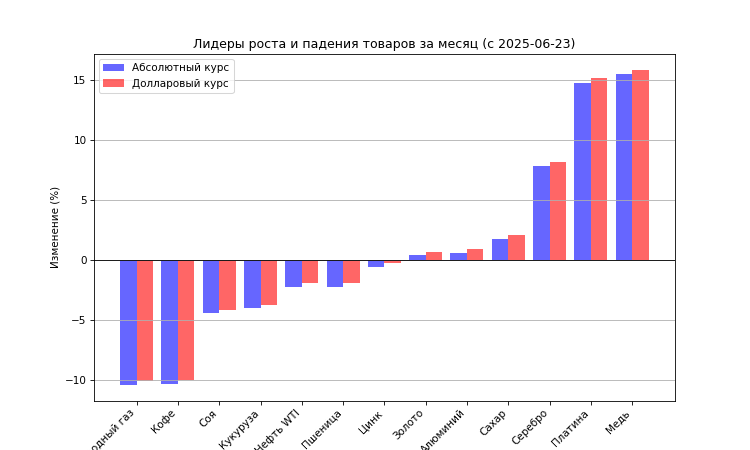 Лидеры роста и падения товаров за месяц (с 2025-06-23)
Абсолютный курс
Долларовый курс
Изменение (%)
15
10
5
0
−5
−10
газ
Кофе
Соя
Кукуруза
Нефть WTI
Пшеница
Цинк
Золото
Алюминий
Сахар
Серебро
Платина
Медь